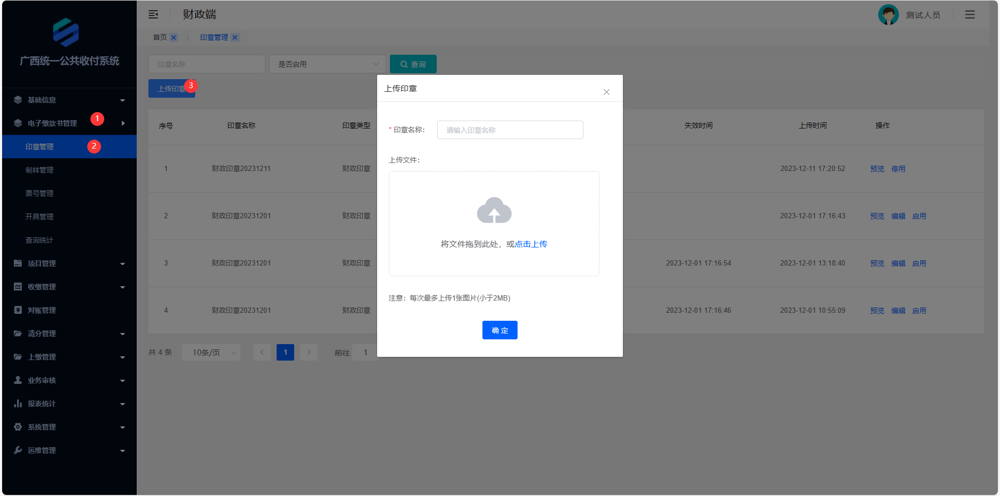 财政端
测试人员
广西统一公共收付系统
首页
印章管理
印章名称
是否启用
查询
上传印章
3
基础信息
电子缴款书管理
1
印章管理
2
制样管理
票号管理
开具管理
查询统计
项目管理
收缴管理
对账管理
清分管理
上缴管理
业务审核
报表统计
系统管理
运维管理
序号 印章名称 印章类型 失效时间 上传时间 操作
1 财政印章20231211 财政印章 2023-12-11 17:20:52 预览 停用
2 财政印章20231201 财政印章 2023-12-01 17:16:43 预览 编辑 启用
3 财政印章20231201 财政印章 2023-12-01 17:16:54 2023-12-01 13:18:40 预览 编辑 启用
4 财政印章20231201 财政印章 2023-12-01 17:16:46 2023-12-01 10:55:09 预览 编辑 启用
共 4 条 10条/页 1 前往 1
上传印章
* 印章名称： 请输入印章名称
上传文件：
将文件拖到此处，或点击上传
注意：每次最多上传1张图片(小于2MB)
确 定